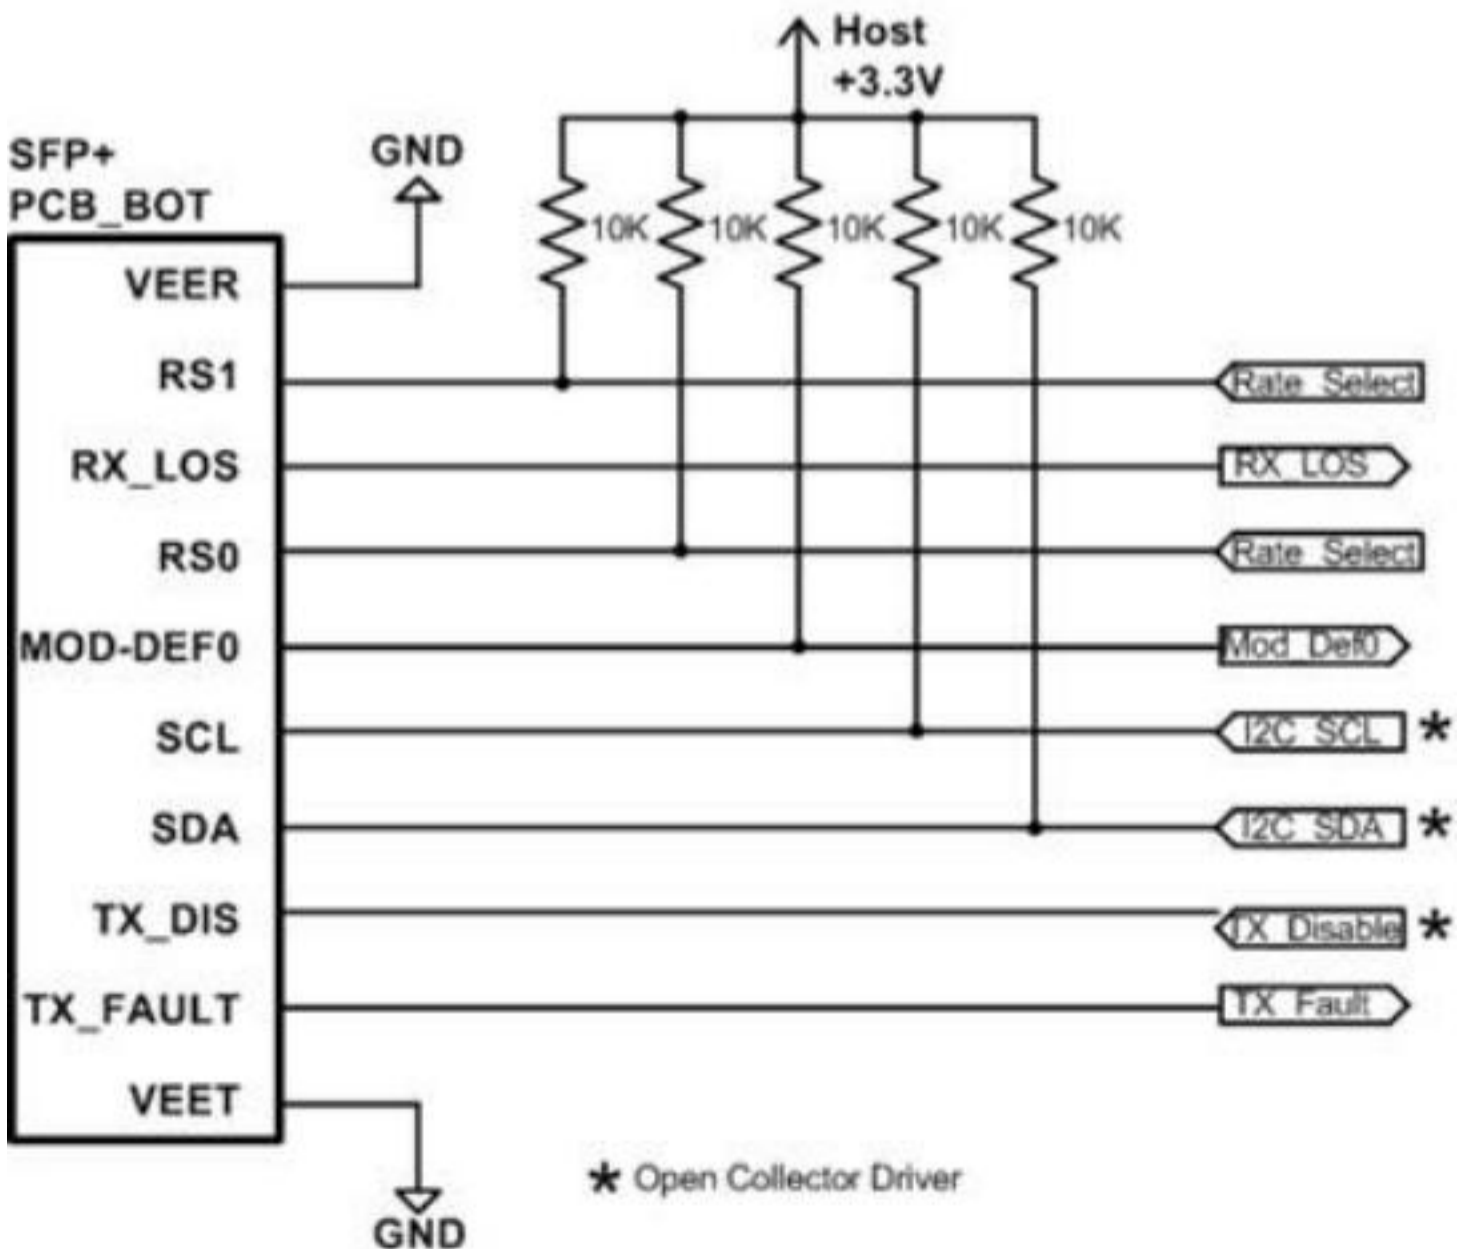 Host
+3.3V
SFP+
PCB_BOT
GND
10K
10K
10K
10K
10K
VEER
RS1
Rate_Select
RX_LOS
RX_LOS
RS0
Rate_Select
MOD-DEF0
Mod_Def0
SCL
I2C_SCL *
SDA
I2C_SDA *
TX_DIS
TX_Disable *
TX_FAULT
TX_Fault
VEET
GND
* Open Collector Driver